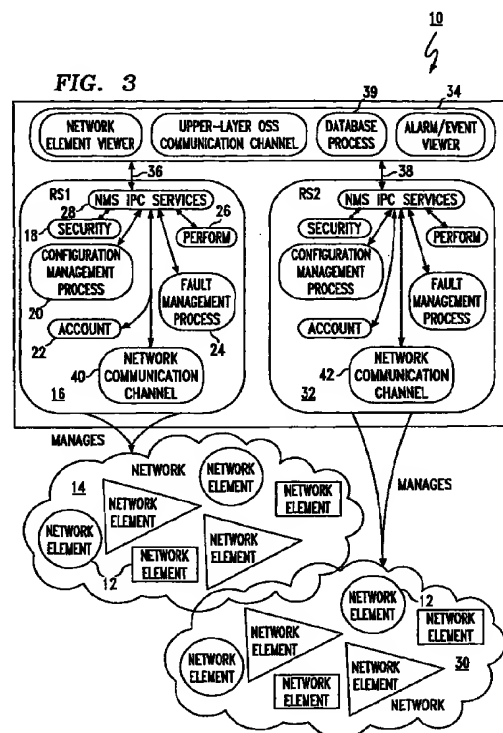 10
FIG. 3
39
34
NETWORK
ELEMENT VIEWER
UPPER-LAYER OSS
COMMUNICATION CHANNEL
DATABASE
PROCESS
ALARM/EVENT
VIEWER
36
38
RS1
NMS IPC SERVICES
28
26
18
SECURITY
PERFORM
CONFIGURATION
MANAGEMENT
PROCESS
20
FAULT
MANAGEMENT
PROCESS
ACCOUNT
22
24
40
NETWORK
COMMUNICATION
CHANNEL
16
RS2
NMS IPC SERVICES
SECURITY
PERFORM
CONFIGURATION
MANAGEMENT
PROCESS
FAULT
MANAGEMENT
PROCESS
ACCOUNT
42
NETWORK
COMMUNICATION
CHANNEL
32
MANAGES
MANAGES
14
NETWORK
NETWORK
ELEMENT
NETWORK
ELEMENT
NETWORK
ELEMENT
NETWORK
ELEMENT
NETWORK
ELEMENT
12
NETWORK
ELEMENT
NETWORK
ELEMENT
12
NETWORK
ELEMENT
NETWORK
ELEMENT
NETWORK
ELEMENT
NETWORK
ELEMENT
NETWORK
ELEMENT
30
NETWORK